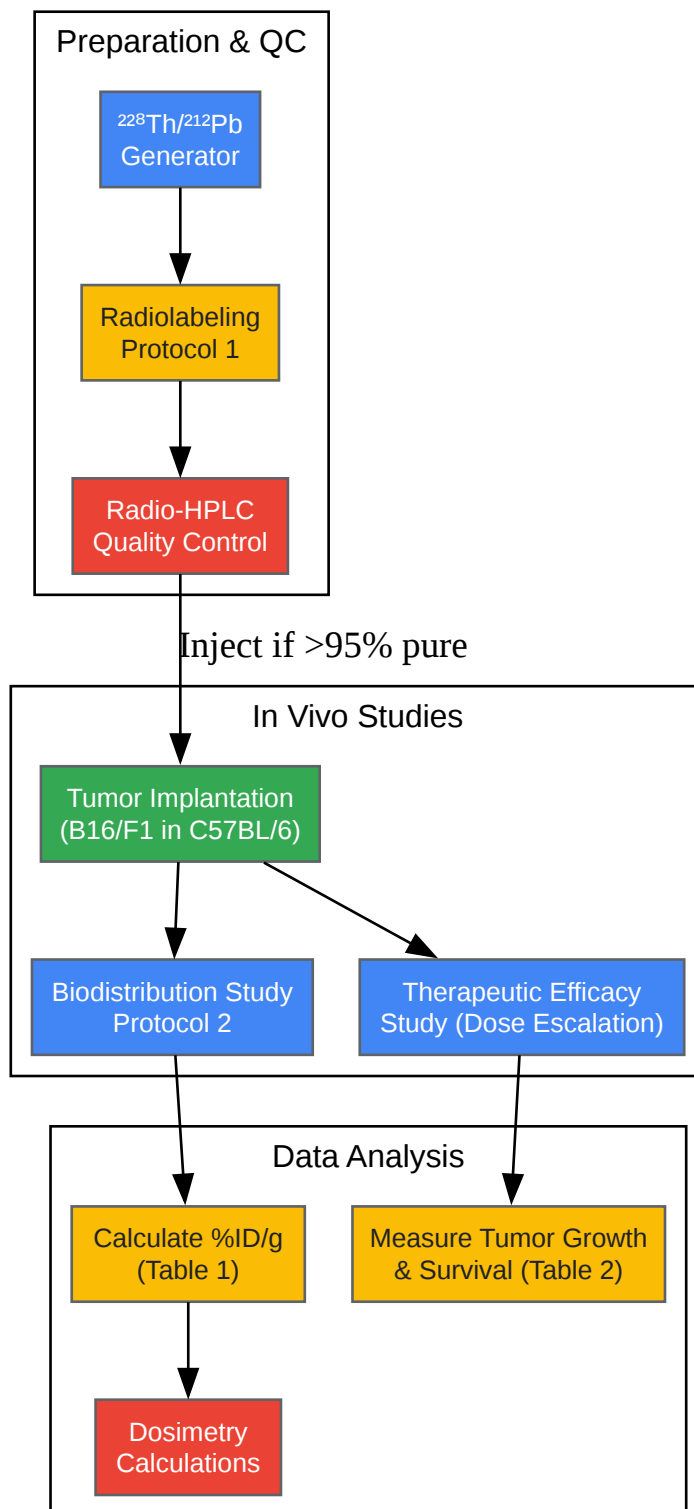 Preparation & QC
²²⁸Th/²¹²Pb
Generator
Radiolabeling
Protocol 1
Radio-HPLC
Quality Control
Inject if >95% pure
In Vivo Studies
Tumor Implantation
(B16/F1 in C57BL/6)
Biodistribution Study
Protocol 2
Therapeutic Efficacy
Study (Dose Escalation)
Data Analysis
Calculate %ID/g
(Table 1)
Measure Tumor Growth
& Survival (Table 2)
Dosimetry
Calculations